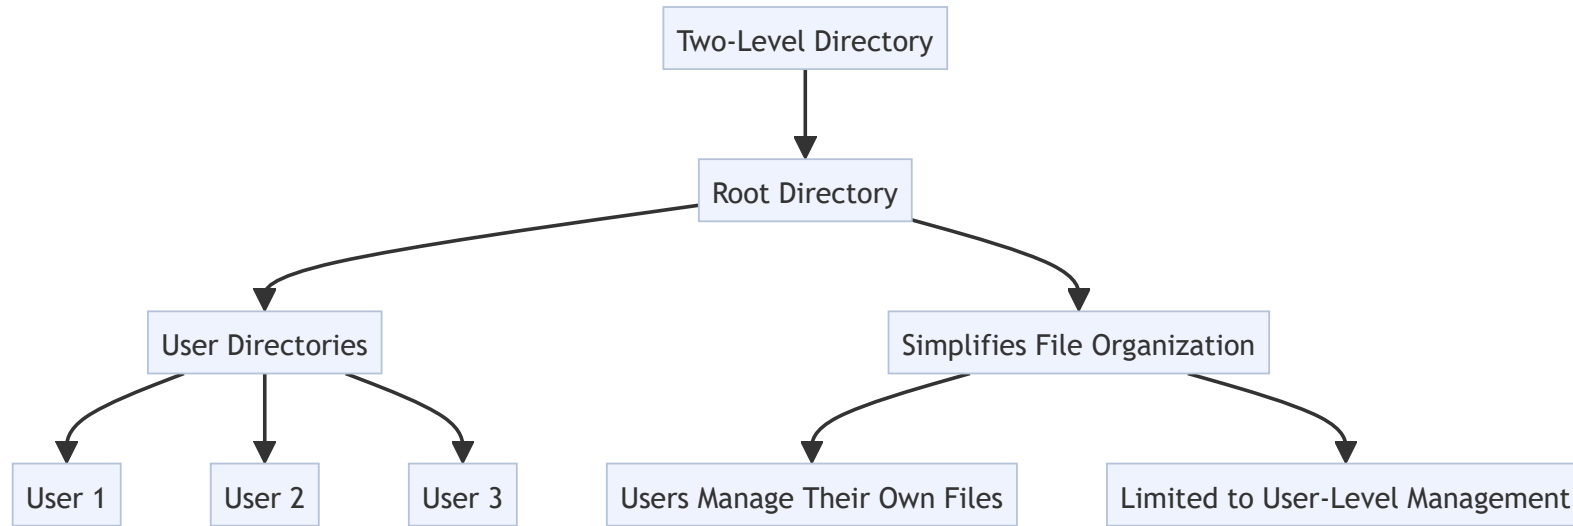 Two-Level Directory
Root Directory
User Directories
Simplifies File Organization
User 1
User 2
User 3
Users Manage Their Own Files
Limited to User-Level Management